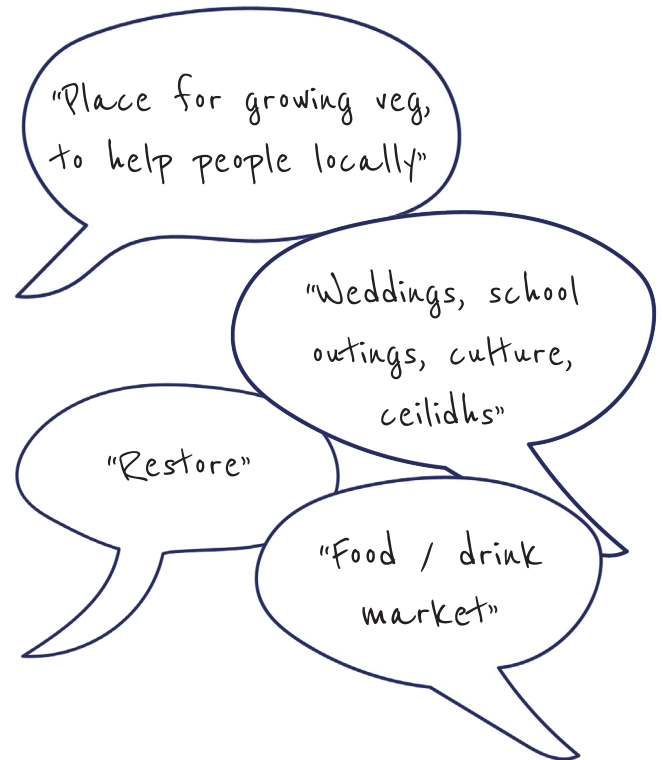 “Place for growing veg,
to help people locally”
“Weddings, school
outings, culture,
ceilidhs”
“Restore”
“Food / drink
market”